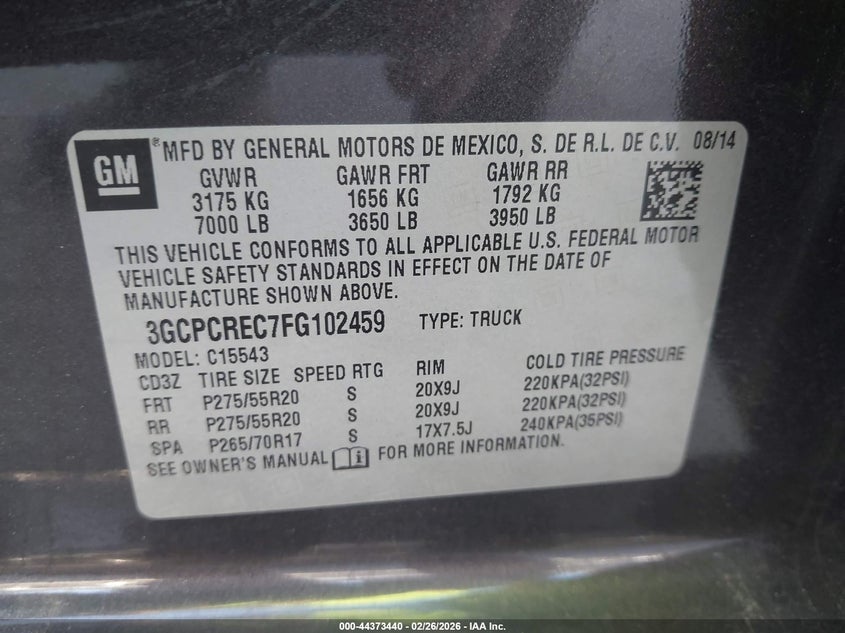 GM ®MFD BY GENERAL MOTORS DE MEXICO, S. DE R.L. DE C.V. 08/14
GVWR GAWR FRT GAWR RR
3175 KG 1656 KG 1792 KG
7000 LB 3650 LB 3950 LB
THIS VEHICLE CONFORMS TO ALL APPLICABLE U.S. FEDERAL MOTOR
VEHICLE SAFETY STANDARDS IN EFFECT ON THE DATE OF
MANUFACTURE SHOWN ABOVE.
3GCPCREC7FG102459 TYPE: TRUCK
MODEL: C15543
CD3Z TIRE SIZE SPEED RTG RIM COLD TIRE PRESSURE
FRT P275/55R20 S 20X9J 220KPA(32PSI)
RR P275/55R20 S 20X9J 220KPA(32PSI)
SPA P265/70R17 S 17X7.5J 240KPA(35PSI)
SEE OWNER'S MANUAL i FOR MORE INFORMATION.
000-44373440 - 02/26/2026 - IAA Inc.